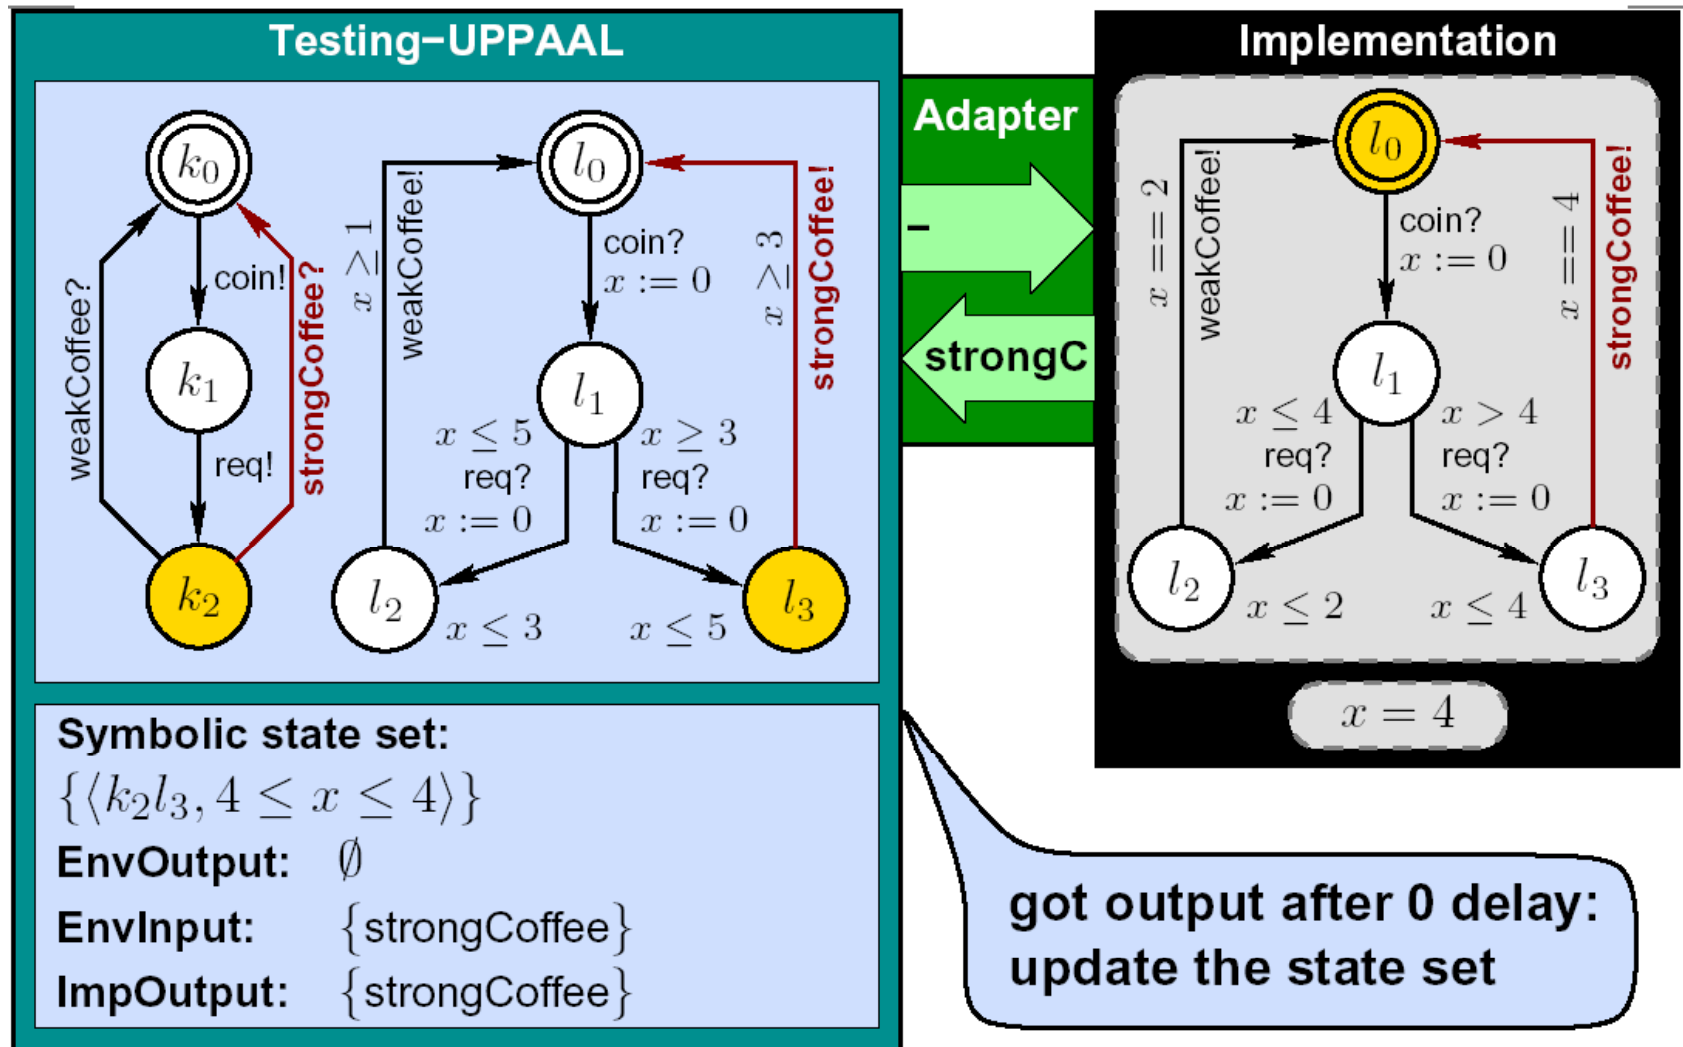 Testing–UPPAAL
k₀
coin!
k₁
req!
k₂
weakCoffee?
strongCoffee?
l₀
coin?
x := 0
l₁
x ≤ 5
req?
x := 0
x ≥ 3
req?
x := 0
l₂
x ≤ 3
x ≤ 5
l₃
x ≥ 1
weakCoffee!
x ≥ 3
strongCoffee!
Symbolic state set:
{⟨k₂l₃, 4 ≤ x ≤ 4⟩}
EnvOutput: ∅
EnvInput: {strongCoffee}
ImpOutput: {strongCoffee}
Adapter
–
strongC
Implementation
l₀
coin?
x := 0
l₁
x ≤ 4
req?
x := 0
x > 4
req?
x := 0
l₂
x ≤ 2
x ≤ 4
l₃
x == 2
weakCoffee!
x == 4
strongCoffee!
x = 4
got output after 0 delay:
update the state set